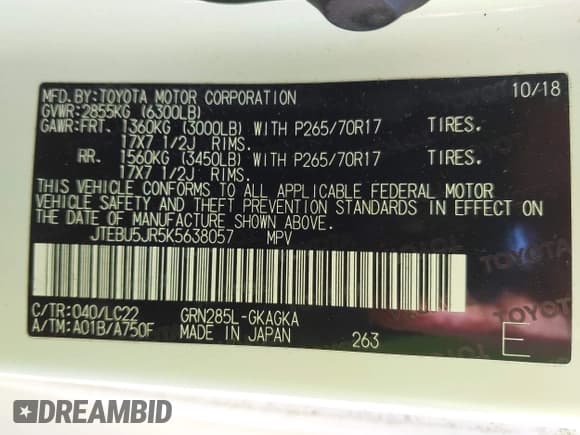 MFD.BY:TOYOTA MOTOR CORPORATION 10/18
GVWR:2855KG (6300LB)
GAWR:FRT. 1360KG (3000LB) WITH P265/70R17 TIRES.
17X7 1/2J RIMS.
RR. 1560KG (3450LB) WITH P265/70R17 TIRES.
17X7 1/2J RIMS.
THIS VEHICLE CONFORMS TO ALL APPLICABLE FEDERAL MOTOR
VEHICLE SAFETY AND THEFT PREVENTION STANDARDS IN EFFECT ON
THE DATE OF MANUFACTURE SHOWN ABOVE.
JTEBU5JR5K5638057 MPV
C/TR:040/LC22 GRN285L-GKAGKA
A/TM:A01B/A750F MADE IN JAPAN 263 E
TOYOTA
TOYOTA
DREAMBID